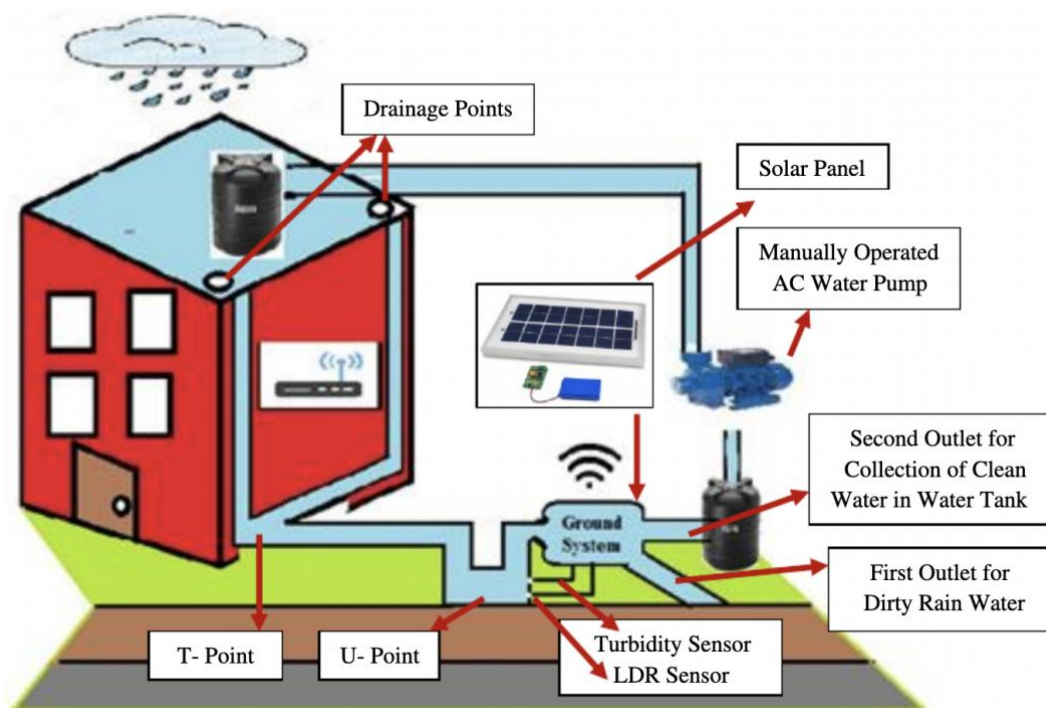 Drainage Points
Solar Panel
Manually Operated
AC Water Pump
Second Outlet for
Collection of Clean
Water in Water Tank
Ground
System
First Outlet for
Dirty Rain Water
T- Point
U- Point
Turbidity Sensor
LDR Sensor